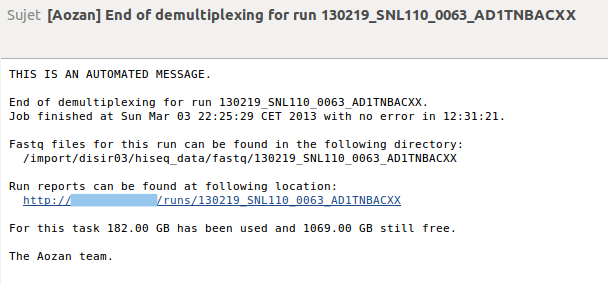 Sujet [Aozan] End of demultiplexing for run 130219_SNL110_0063_AD1TNBACXX
THIS IS AN AUTOMATED MESSAGE.
End of demultiplexing for run 130219_SNL110_0063_AD1TNBACXX.
Job finished at Sun Mar 03 22:25:29 CET 2013 with no error in 12:31:21.
Fastq files for this run can be found in the following directory:
/import/disir03/hiseq_data/fastq/130219_SNL110_0063_AD1TNBACXX
Run reports can be found at following location:
http:// /runs/130219_SNL110_0063_AD1TNBACXX
For this task 182.00 GB has been used and 1069.00 GB still free.
The Aozan team.